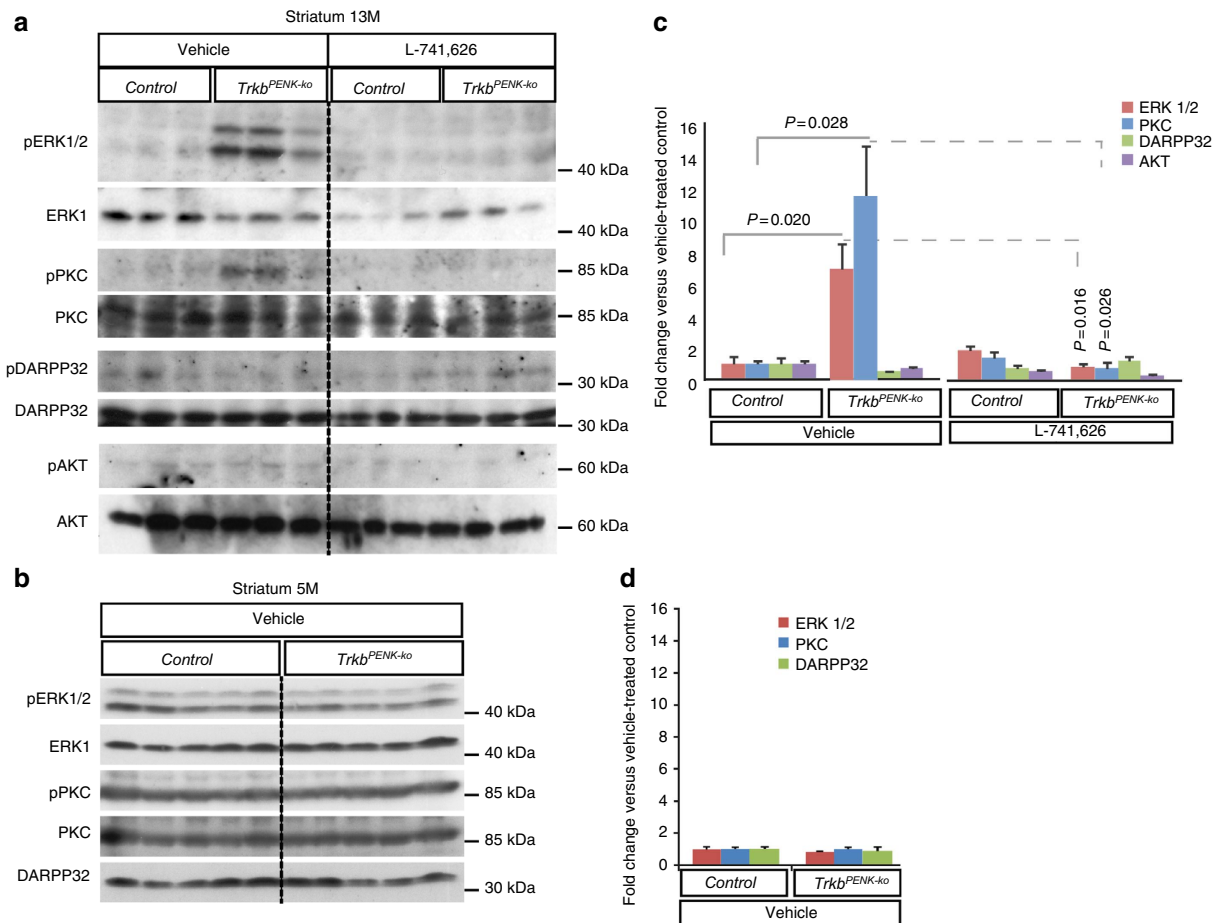 a
Striatum 13M
Vehicle
L-741,626
Control
Trkb^PENK-ko
Control
Trkb^PENK-ko
pERK1/2
40 kDa
ERK1
40 kDa
pPKC
85 kDa
PKC
85 kDa
pDARPP32
30 kDa
DARPP32
30 kDa
pAKT
60 kDa
AKT
60 kDa
b
Striatum 5M
Vehicle
Control
Trkb^PENK-ko
pERK1/2
40 kDa
ERK1
40 kDa
pPKC
85 kDa
PKC
85 kDa
DARPP32
30 kDa
c
ERK 1/2
PKC
DARPP32
AKT
Fold change versus vehicle-treated control
16
14
12
10
8
6
4
2
0
P=0.028
P=0.020
P=0.016
P=0.026
Control
Trkb^PENK-ko
Control
Trkb^PENK-ko
Vehicle
L-741,626
d
ERK 1/2
PKC
DARPP32
Fold change versus vehicle-treated control
16
14
12
10
8
6
4
2
0
Control
Trkb^PENK-ko
Vehicle